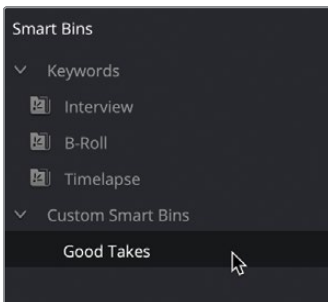 Smart Bins
Keywords
Interview
B-Roll
Timelapse
Custom Smart Bins
Good Takes